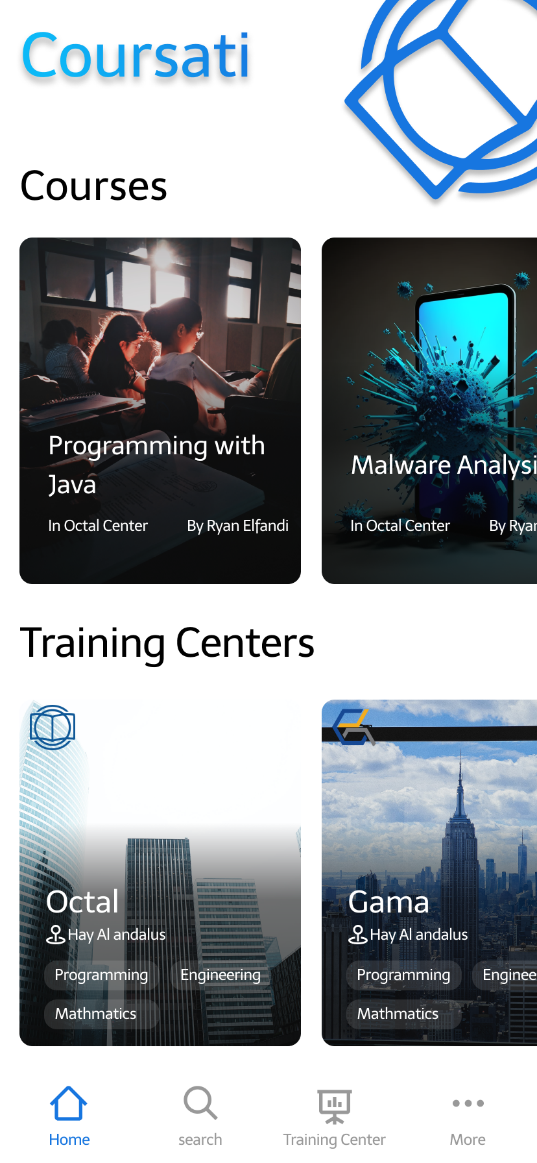 Coursati
Courses
Programming with
Java
In Octal Center By Ryan Elfandi
Malware Analysi
In Octal Center By Ryan
Training Centers
Octal
Hay Al andalus
Programming Engineering
Mathmatics
Gama
Hay Al andalus
Programming Enginee
Mathmatics
Home search Training Center More